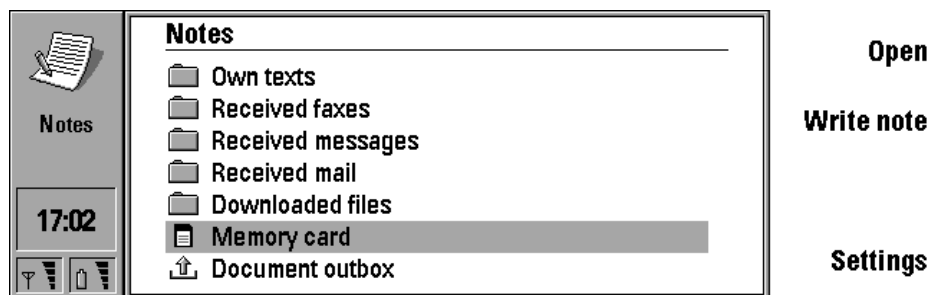 Notes
Own texts
Received faxes
Received messages
Received mail
Downloaded files
Memory card
Document outbox
Notes
17:02
Open
Write note
Settings